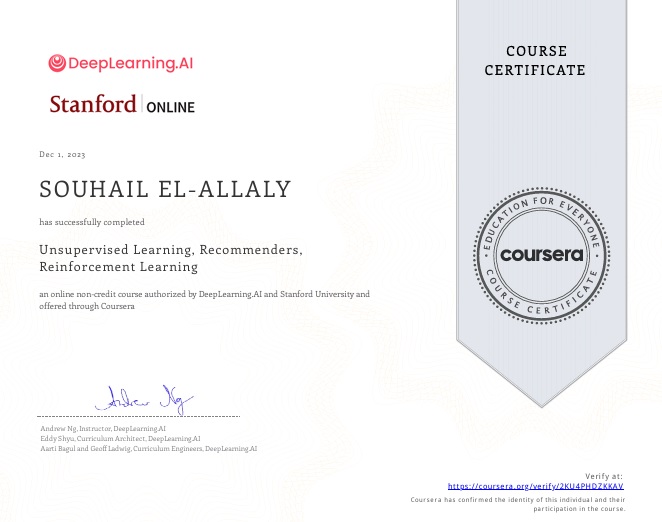 DeepLearning.AI
Stanford | ONLINE
COURSE
CERTIFICATE
Dec 1, 2023
SOUHAIL EL-ALLALY
has successfully completed
Unsupervised Learning, Recommenders,
Reinforcement Learning
an online non-credit course authorized by DeepLearning.AI and Stanford University and
offered through Coursera
EDUCATION FOR EVERYONE
coursera
COURSE CERTIFICATE
Andrew Ng
Andrew Ng, Instructor, DeepLearning.AI
Eddy Shyu, Curriculum Architect, DeepLearning.AI
Aarti Bagul and Geoff Ladwig, Curriculum Engineers, DeepLearning.AI
Verify at:
https://coursera.org/verify/2KU4PHDZKKAV
Coursera has confirmed the identity of this individual and their
participation in the course.